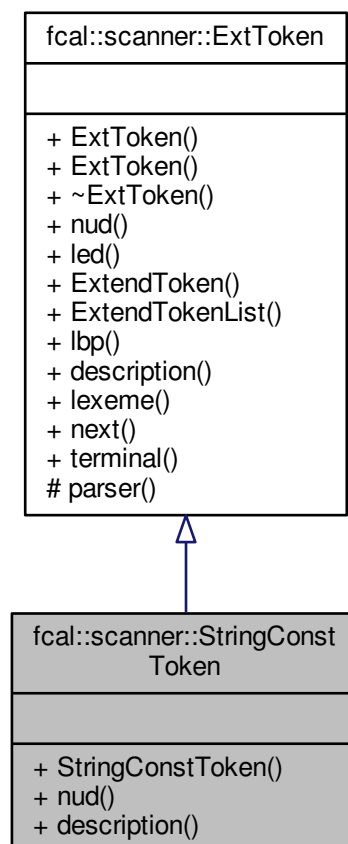 fcal::scanner::ExtToken
+ ExtToken()
+ ExtToken()
+ ~ExtToken()
+ nud()
+ led()
+ ExtendToken()
+ ExtendTokenList()
+ lbp()
+ description()
+ lexeme()
+ next()
+ terminal()
# parser()
fcal::scanner::StringConst
Token
+ StringConstToken()
+ nud()
+ description()